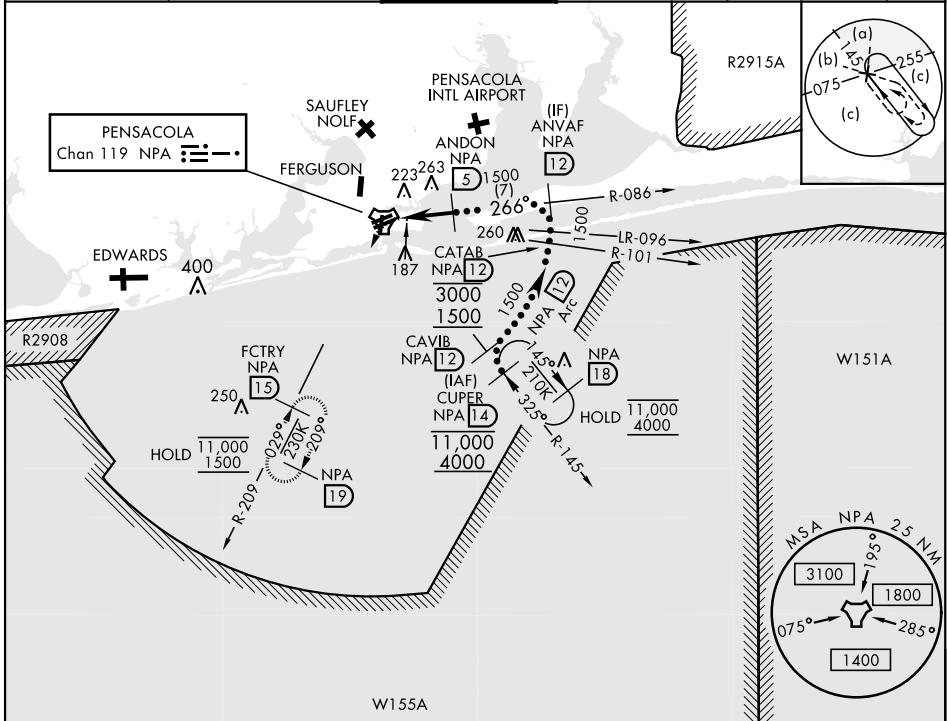 R2915A
(a)
145°
(b)
255
075
(c)
(c)
PENSACOLA
INTL AIRPORT
SAUFLEY
NOLF
(IF)
ANVAF
NPA
12
PENSACOLA
Chan 119 NPA
ANDON
NPA
5
1500
(7)
266°
FERGUSON
223
263
R-086
260
1500
LR-096
R-101
187
EDWARDS
400
CATAB
NPA 12
3000
1500
1500
NPA 12
Arc
R2908
CAVIB
NPA 12
W151A
FCTRY
NPA
15
145°
210K
NPA
18
(IAF)
CUPER
NPA 14
11,000
4000
325°
HOLD 11,000
4000
R-145
250
HOLD 11,000
1500
029°
230K
209°
NPA
19
R-209
MSA NPA 25 NM
195°
3100
1800
075°
285°
1400
W155A